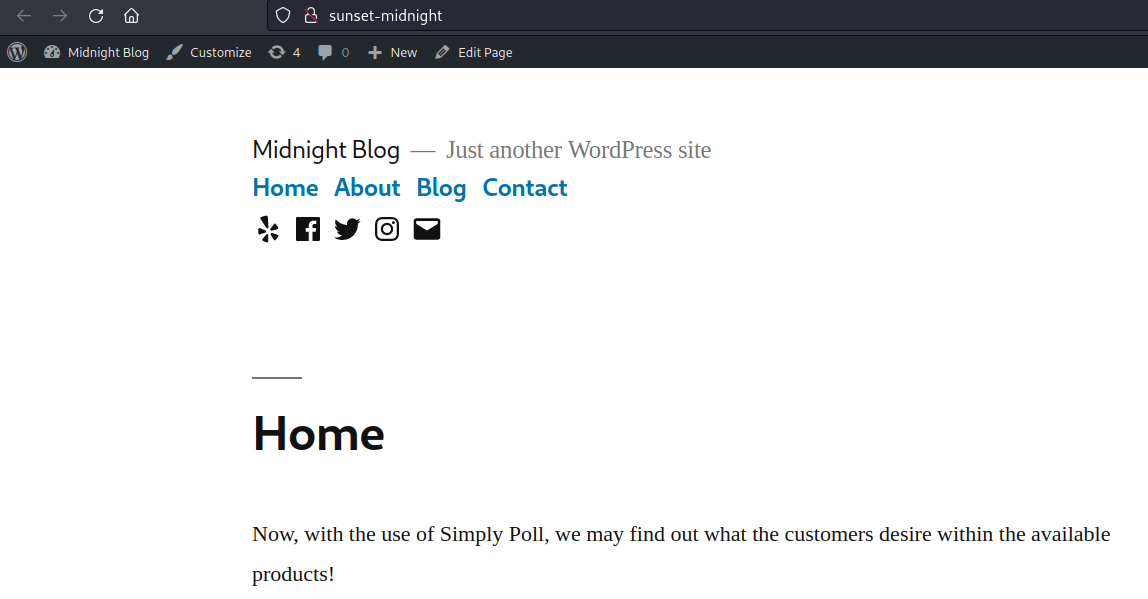 sunset-midnight
Midnight Blog Customize 4 0 New Edit Page
Midnight Blog — Just another WordPress site
Home About Blog Contact
Home
Now, with the use of Simply Poll, we may find out what the customers desire within the available
products!